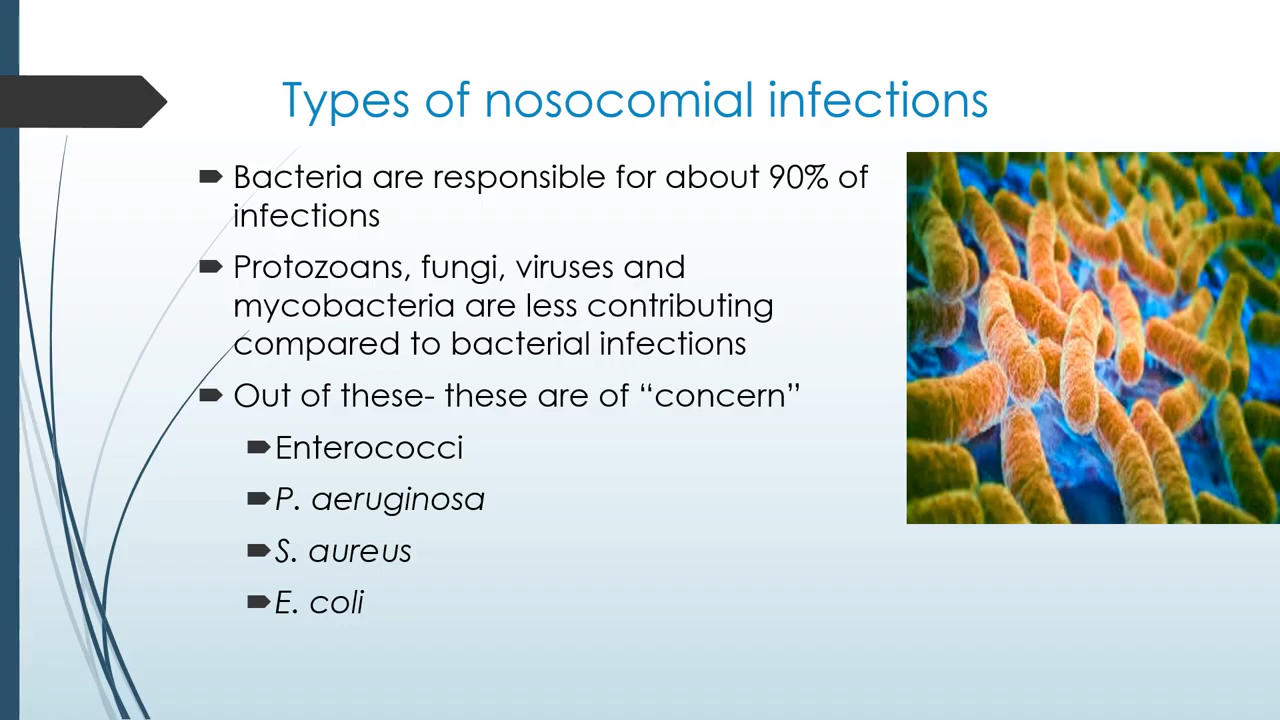 Types of nosocomial infections
Bacteria are responsible for about 90% of
infections
Protozoans, fungi, viruses and
mycobacteria are less contributing
compared to bacterial infections
Out of these- these are of “concern”
Enterococci
P. aeruginosa
S. aureus
E. coli